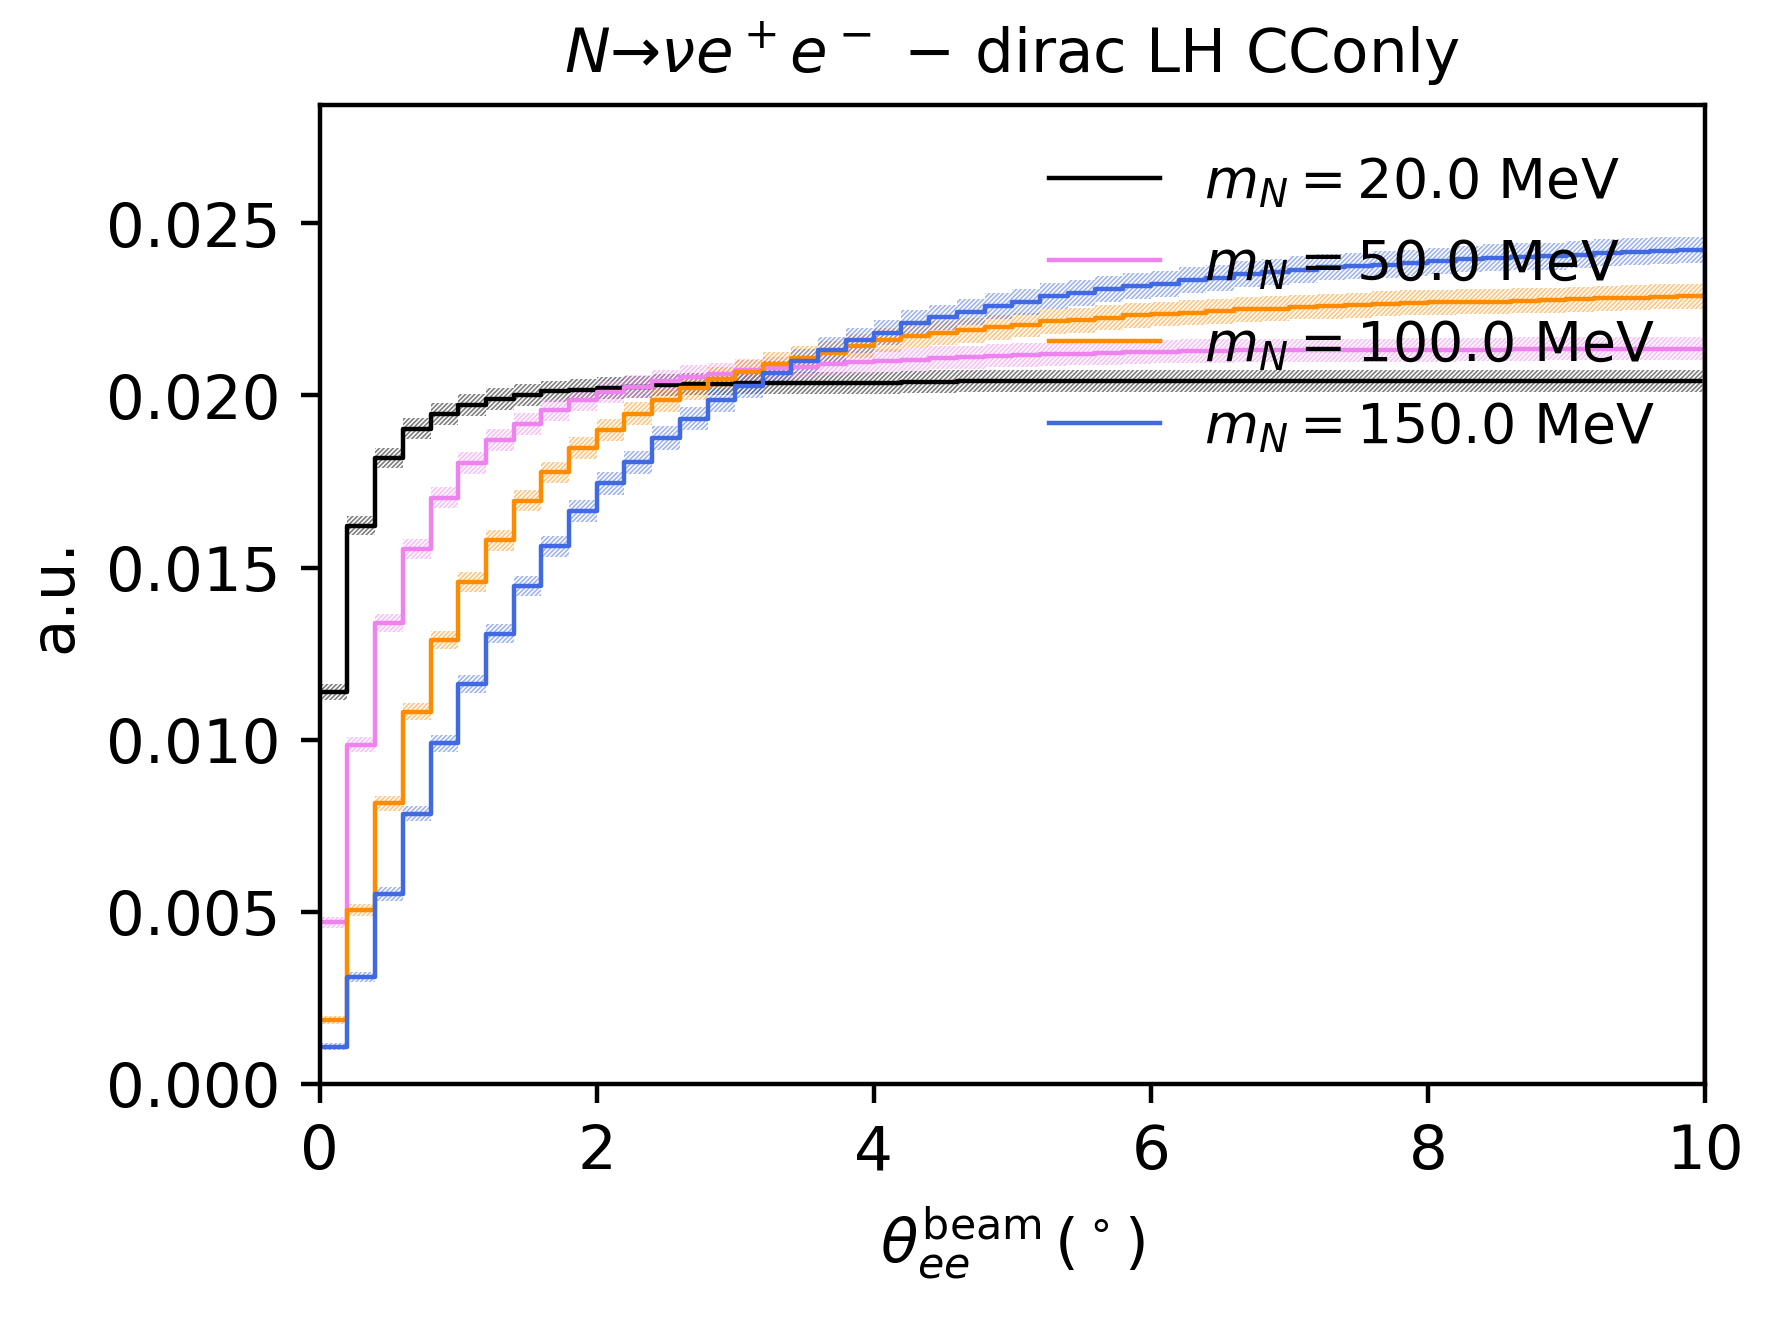 N→νe⁺e⁻ − dirac LH CConly
m_N = 20.0 MeV
m_N = 50.0 MeV
m_N = 100.0 MeV
m_N = 150.0 MeV
a.u.
0.025
0.020
0.015
0.010
0.005
0.000
0 2 4 6 8 10
θ_ee^beam (°)